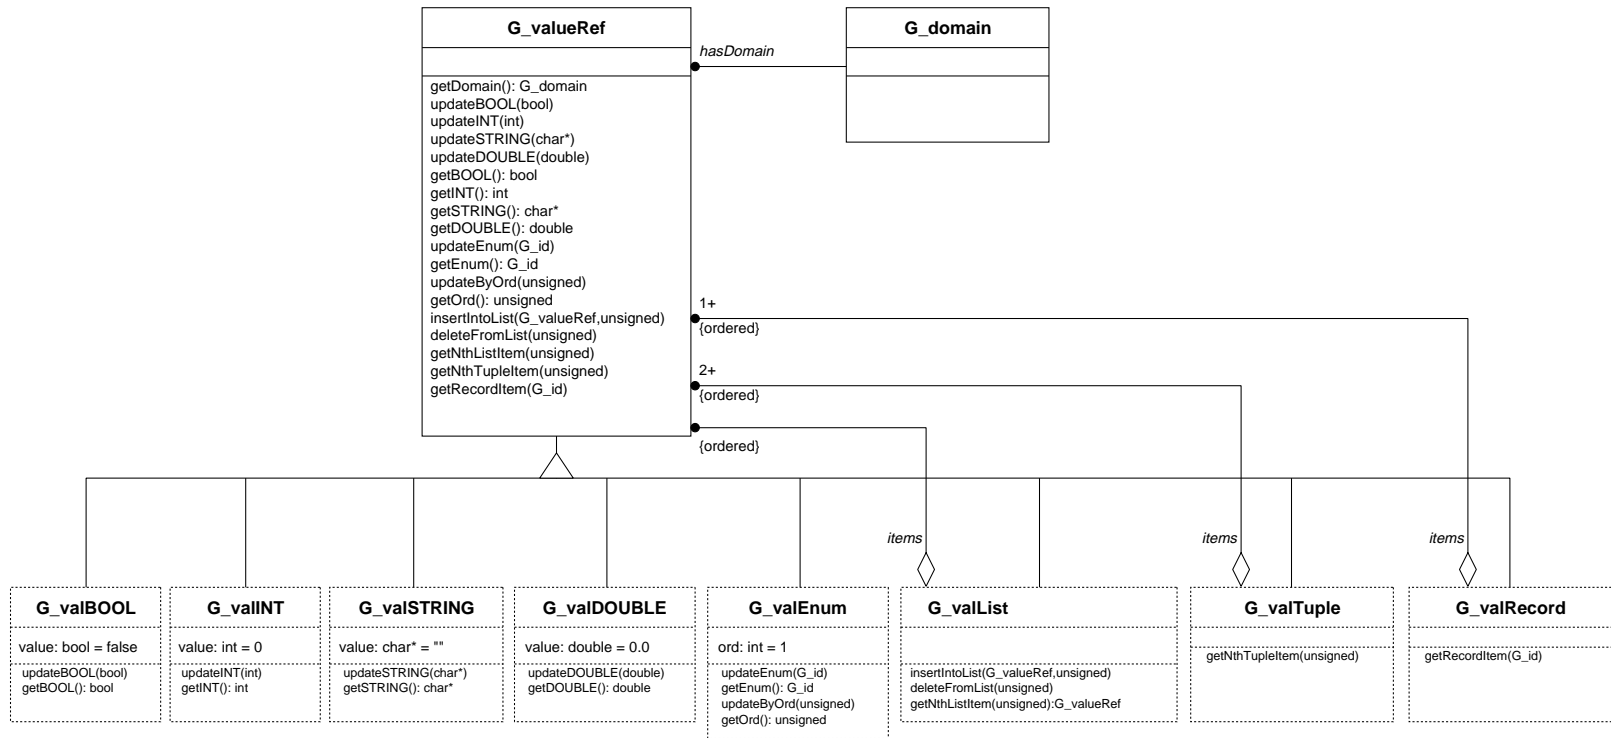 G_valueRef
G_domain
hasDomain
getDomain(): G_domain
updateBOOL(bool)
updateINT(int)
updateSTRING(char*)
updateDOUBLE(double)
getBOOL(): bool
getINT(): int
getSTRING(): char*
getDOUBLE(): double
updateEnum(G_id)
getEnum(): G_id
updateByOrd(unsigned)
getOrd(): unsigned
insertIntoList(G_valueRef,unsigned)
deleteFromList(unsigned)
getNthListItem(unsigned)
getNthTupleItem(unsigned)
getRecordItem(G_id)
1+
{ordered}
2+
{ordered}
{ordered}
items
items
items
G_valBOOL
value: bool = false
updateBOOL(bool)
getBOOL(): bool
G_valINT
value: int = 0
updateINT(int)
getINT(): int
G_valSTRING
value: char* = ""
updateSTRING(char*)
getSTRING(): char*
G_valDOUBLE
value: double = 0.0
updateDOUBLE(double)
getDOUBLE(): double
G_valEnum
ord: int = 1
updateEnum(G_id)
getEnum(): G_id
updateByOrd(unsigned)
getOrd(): unsigned
G_valList
insertIntoList(G_valueRef,unsigned)
deleteFromList(unsigned)
getNthListItem(unsigned):G_valueRef
G_valTuple
getNthTupleItem(unsigned)
G_valRecord
getRecordItem(G_id)